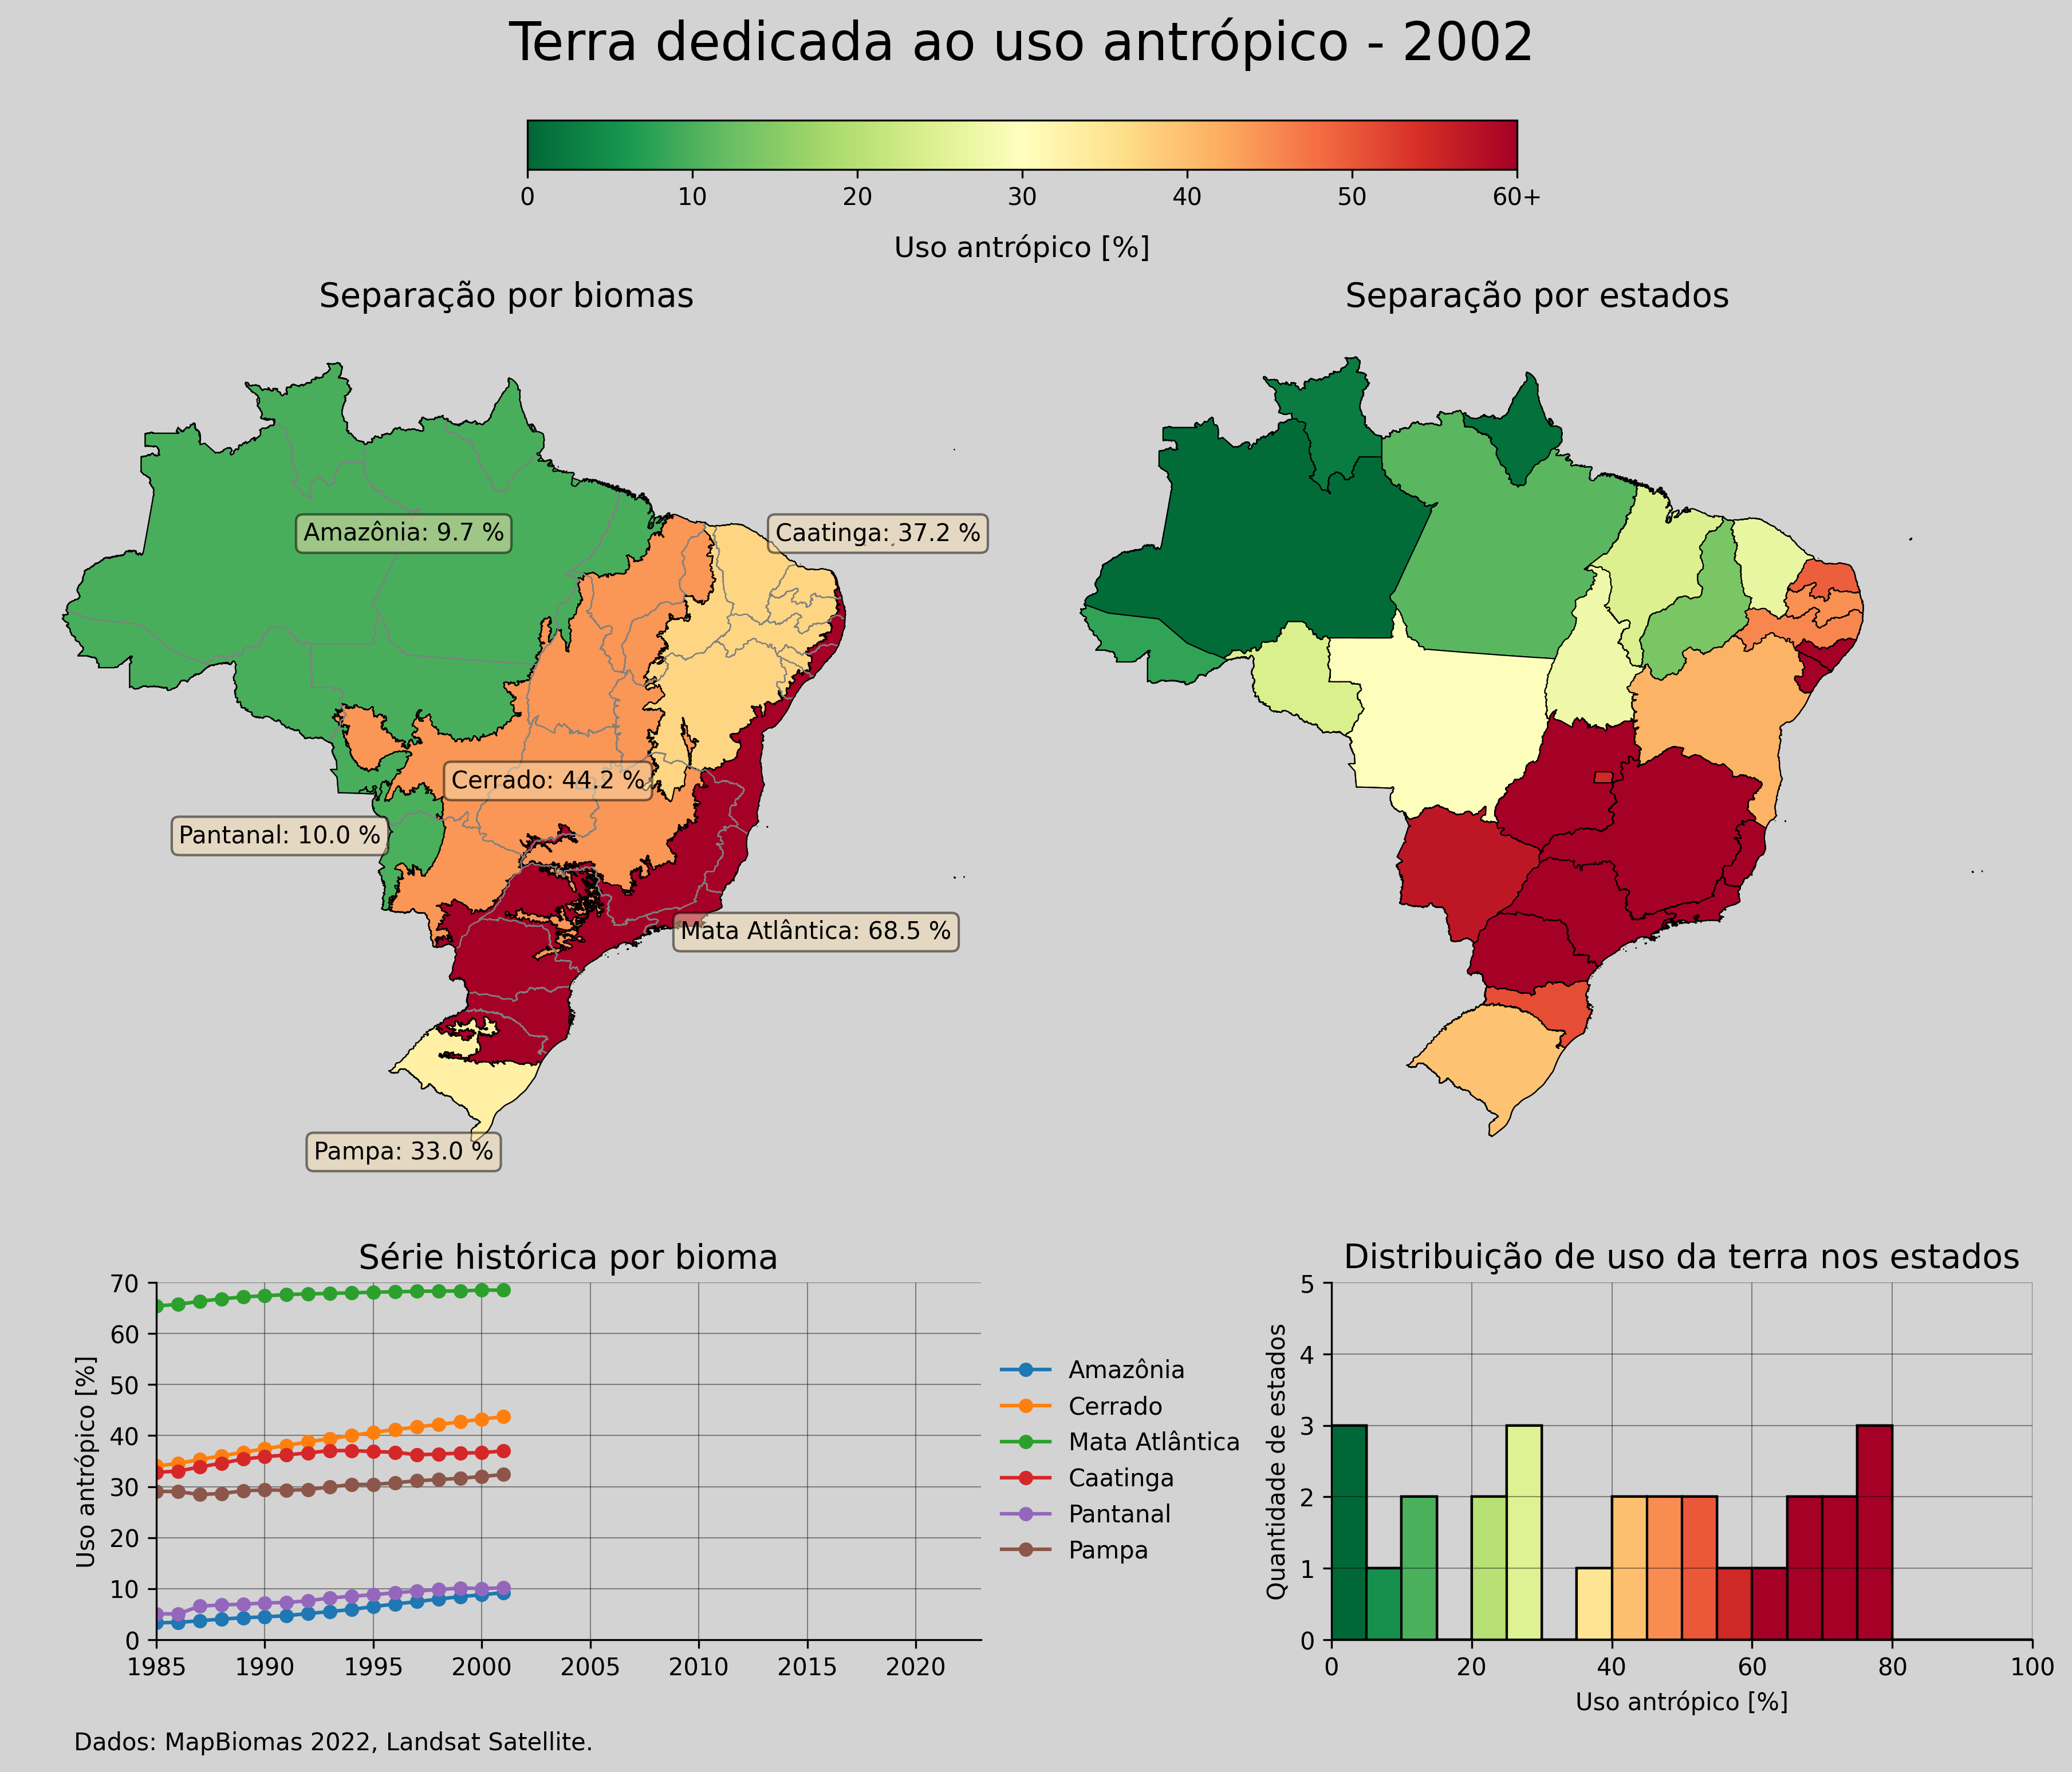 Terra dedicada ao uso antrópico - 2002
0 10 20 30 40 50 60+
Uso antrópico [%]
Separação por biomas
Separação por estados
Amazônia: 9.7 %
Caatinga: 37.2 %
Cerrado: 44.2 %
Pantanal: 10.0 %
Mata Atlântica: 68.5 %
Pampa: 33.0 %
Série histórica por bioma
Uso antrópico [%]
70
60
50
40
30
20
10
0
1985 1990 1995 2000 2005 2010 2015 2020
Amazônia
Cerrado
Mata Atlântica
Caatinga
Pantanal
Pampa
Distribuição de uso da terra nos estados
Quantidade de estados
5
4
3
2
1
0
0 20 40 60 80 100
Uso antrópico [%]
Dados: MapBiomas 2022, Landsat Satellite.